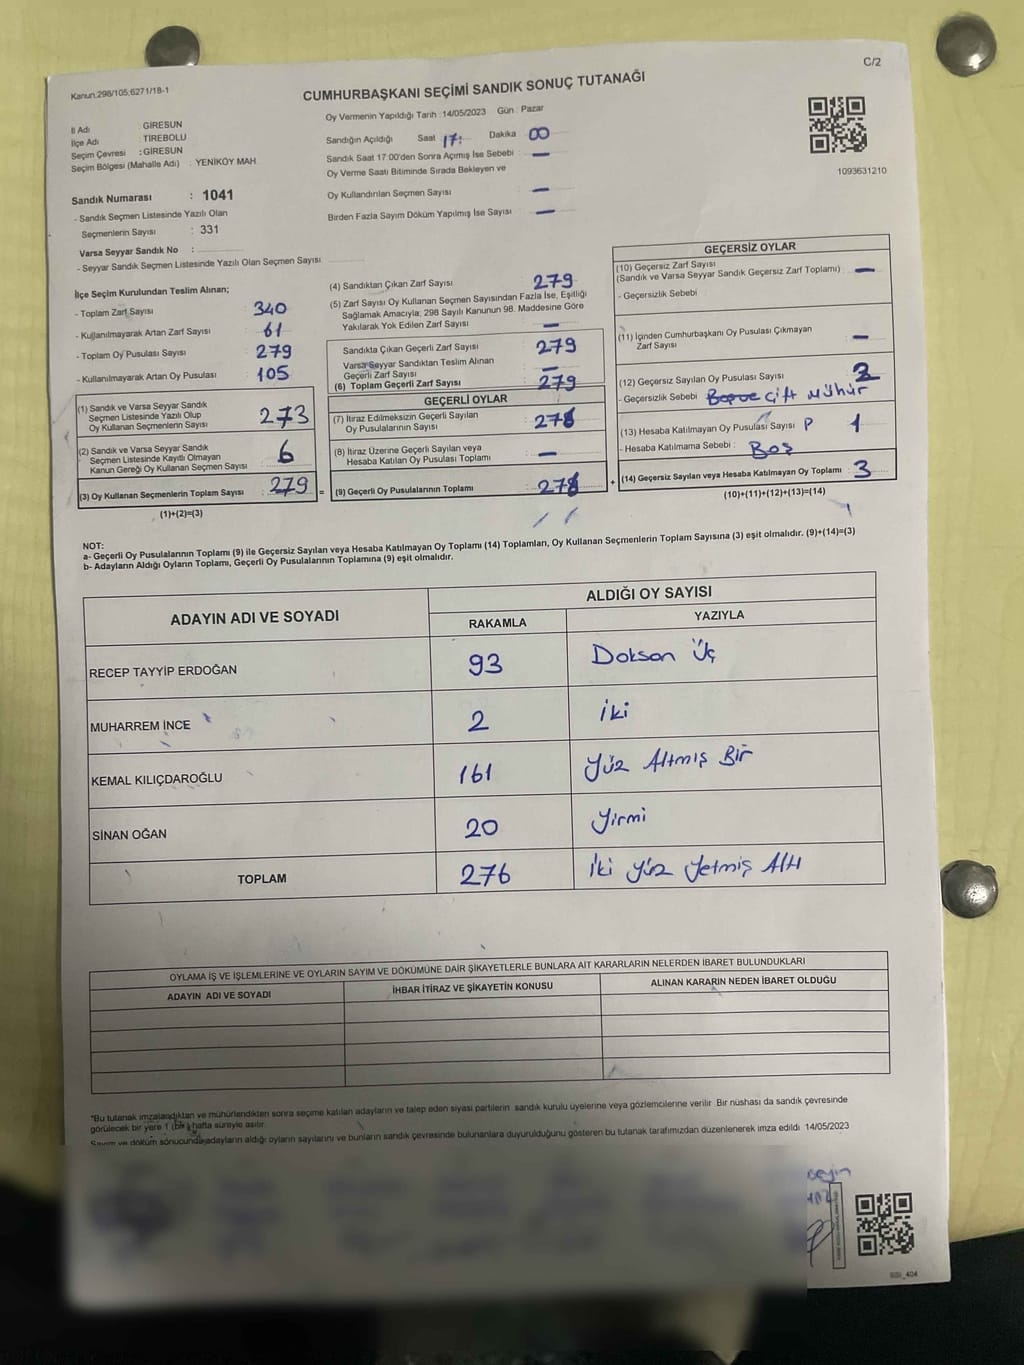 Kanun:298/105;6271/18-1
C/2
CUMHURBAŞKANI SEÇİMİ SANDIK SONUÇ TUTANAĞI
Oy Vermenin Yapıldığı Tarih :14/05/2023 Gün : Pazar
İl Adı : GİRESUN
İlçe Adı : TİREBOLU
Seçim Çevresi : GİRESUN
Seçim Bölgesi (Mahalle Adı) : YENİKÖY MAH
Sandığın Açıldığı Saat 17: Dakika 00
Sandık Saat 17:00'den Sonra Açımış İse Sebebi : —
Oy Verme Saati Bitiminde Sırada Bekleyen ve
Oy Kullandırılan Seçmen Sayısı : —
Birden Fazla Sayım Döküm Yapılmış İse Sayısı : —
1093631210
Sandık Numarası : 1041
- Sandık Seçmen Listesinde Yazılı Olan
Seçmenlerin Sayısı : 331
Varsa Seyyar Sandık No :
- Seyyar Sandık Seçmen Listesinde Yazılı Olan Seçmen Sayısı
İlçe Seçim Kurulundan Teslim Alınan;
- Toplam Zarf Sayısı 340
- Kullanılmayarak Artan Zarf Sayısı 61
- Toplam Oy Pusulası Sayısı 279
- Kullanılmayarak Artan Oy Pusulası 105
(1) Sandık ve Varsa Seyyar Sandık
Seçmen Listesinde Yazılı Olup
Oy Kullanan Seçmenlerin Sayısı : 273
(2) Sandık ve Varsa Seyyar Sandık
Seçmen Listesinde Kayıtlı Olmayan
Kanun Gereği Oy Kullanan Seçmen Sayısı : 6
(3) Oy Kullanan Seçmenlerin Toplam Sayısı : 279
(1)+(2)=(3)
(4) Sandıktan Çıkan Zarf Sayısı : 279
(5) Zarf Sayısı Oy Kullanan Seçmen Sayısından Fazla İse, Eşitliği
Sağlamak Amacıyla; 298 Sayılı Kanunun 98. Maddesine Göre
Yakılarak Yok Edilen Zarf Sayısı : —
Sandıkta Çıkan Geçerli Zarf Sayısı : 279
Varsa Seyyar Sandıktan Teslim Alınan
Geçerli Zarf Sayısı : —
(6) Toplam Geçerli Zarf Sayısı : 279
GEÇERLİ OYLAR
(7) İtiraz Edilmeksizin Geçerli Sayılan
Oy Pusulalarının Sayısı : 276
(8) İtiraz Üzerine Geçerli Sayılan veya
Hesaba Katılan Oy Pusulası Toplamı : —
= (9) Geçerli Oy Pusulalarının Toplamı : 276
GEÇERSİZ OYLAR
(10) Geçersiz Zarf Sayısı
(Sandık ve Varsa Seyyar Sandık Geçersiz Zarf Toplamı) : —
- Geçersizlik Sebebi :
(11) İçinden Cumhurbaşkanı Oy Pusulası Çıkmayan
Zarf Sayısı : —
(12) Geçersiz Sayılan Oy Pusulası Sayısı : 2
- Geçersizlik Sebebi : Çift Mühür
(13) Hesaba Katılmayan Oy Pusulası Sayısı P 1
- Hesaba Katılmama Sebebi : Boş
+ (14) Geçersiz Sayılan veya Hesaba Katılmayan Oy Toplamı : 3
(10)+(11)+(12)+(13)=(14)
NOT:
a- Geçerli Oy Pusulalarının Toplamı (9) ile Geçersiz Sayılan veya Hesaba Katılmayan Oy Toplamı (14) Toplamları, Oy Kullanan Seçmenlerin Toplam Sayısına (3) eşit olmalıdır. (9)+(14)=(3)
b- Adayların Aldığı Oyların Toplamı, Geçerli Oy Pusulalarının Toplamına (9) eşit olmalıdır.
ADAYIN ADI VE SOYADI
ALDIĞI OY SAYISI
RAKAMLA YAZIYLA
RECEP TAYYİP ERDOĞAN 93 Doksan Üç
MUHARREM İNCE 2 İki
KEMAL KILIÇDAROĞLU 161 Yüz Altmış Bir
SİNAN OĞAN 20 Yirmi
TOPLAM 276 İki Yüz Yetmiş Altı
OYLAMA İŞ VE İŞLEMLERİNE VE OYLARIN SAYIM VE DÖKÜMÜNE DAİR ŞİKAYETLERLE BUNLARA AİT KARARLARIN NELERDEN İBARET BULUNDUKLARI
ADAYIN ADI VE SOYADI İHBAR İTİRAZ VE ŞİKAYETİN KONUSU ALINAN KARARIN NEDEN İBARET OLDUĞU
*Bu tutanak imzalandıktan ve mühürlendikten sonra seçime katılan adayların ve talep eden siyasi partilerin sandık kurulu üyelerine veya gözlemcilerine verilir. Bir nüshası da sandık çevresinde
görülecek bir yere 1 (bir) hafta süreyle asılır.
Sayım ve döküm sonucunda adayların aldığı oyların sayılarını ve bunların sandık çevresinde bulunanlara duyurulduğunu gösteren bu tutanak tarafımızdan düzenlenerek imza edildi. 14/05/2023